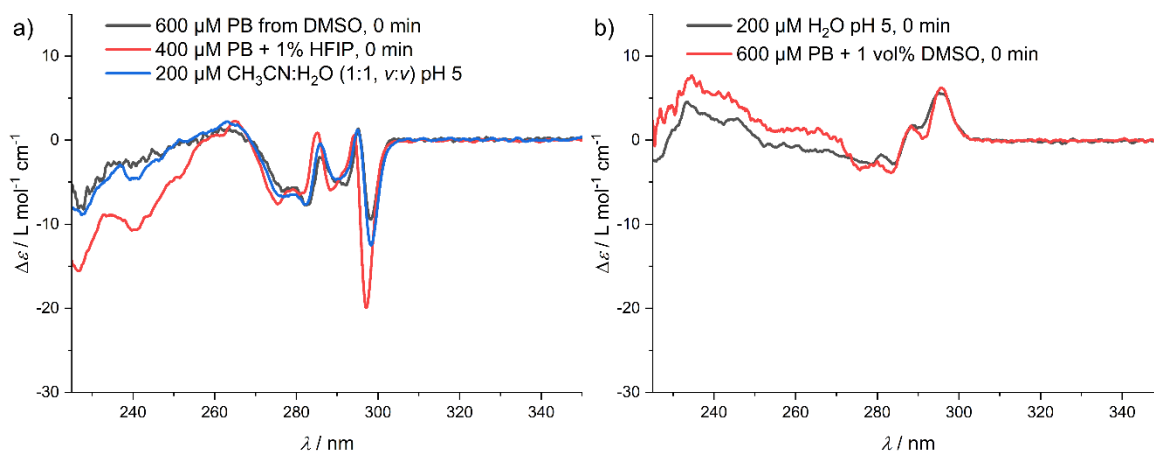 a)
600 µM PB from DMSO, 0 min
400 µM PB + 1% HFIP, 0 min
200 µM CH₃CN:H₂O (1:1, v:v) pH 5
10
0
-10
-20
-30
Δε / L mol⁻¹ cm⁻¹
240
260
280
300
320
340
λ / nm
b)
200 µM H₂O pH 5, 0 min
600 µM PB + 1 vol% DMSO, 0 min
10
0
-10
-20
-30
Δε / L mol⁻¹ cm⁻¹
240
260
280
300
320
340
λ / nm